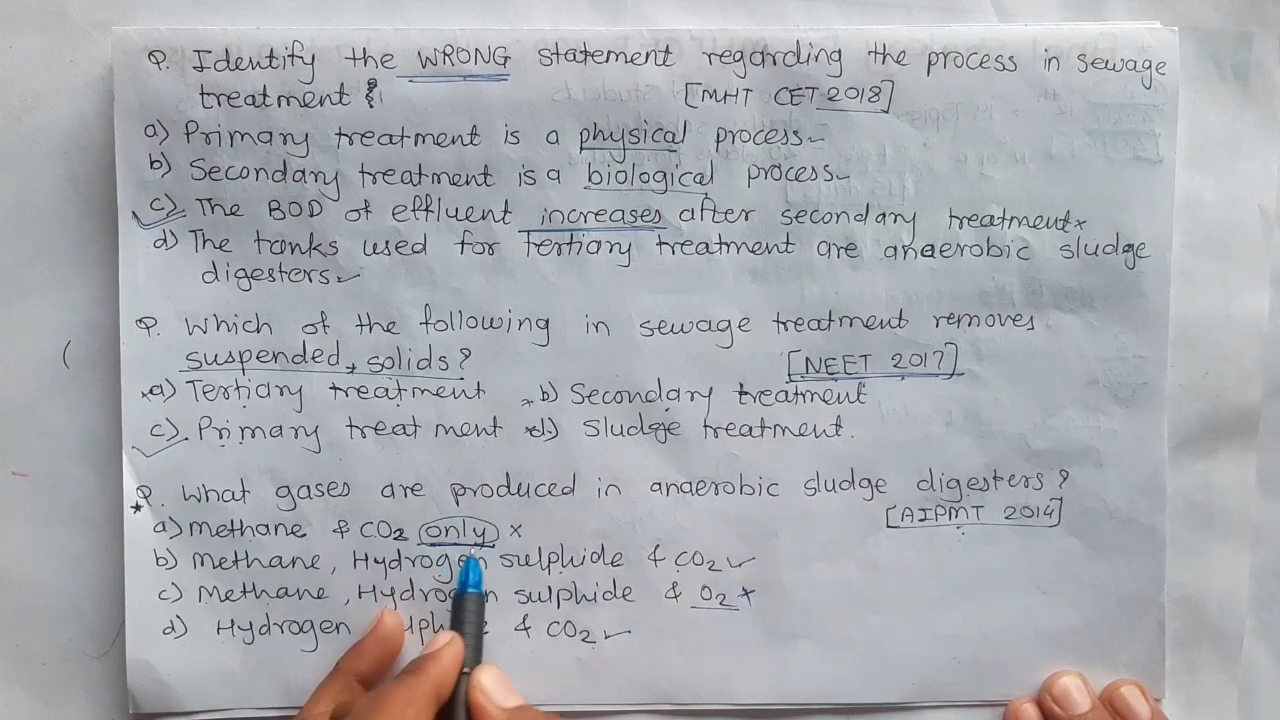 Q. Identify the WRONG statement regarding the process in sewage
treatment :
[MHT CET 2018]
a) Primary treatment is a physical process
b) Secondary treatment is a biological process
c) The BOD of effluent increases after secondary treatment
d) The tanks used for tertiary treatment are anaerobic sludge
digesters
Q. Which of the following in sewage treatment removes
suspended solids?
[NEET 2017]
a) Tertiary treatment b) Secondary treatment
c) Primary treatment d) Sludge treatment.
Q. What gases are produced in anaerobic sludge digesters?
[AIPMT 2014]
a) methane & CO2 only
b) Methane, Hydrogen sulphide & CO2
c) Methane, Hydrogen sulphide & O2
d) Hydrogen & CO2